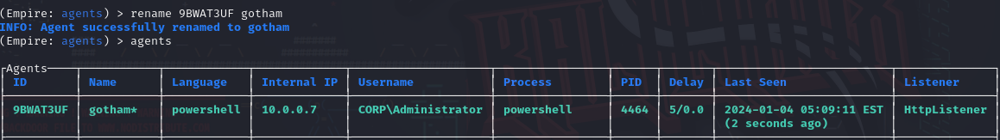 (Empire: agents) > rename 9BWAT3UF gotham
INFO: Agent successfully renamed to gotham
(Empire: agents) > agents
Agents
ID Name Language Internal IP Username Process PID Delay Last Seen Listener
9BWAT3UF gotham* powershell 10.0.0.7 CORP\Administrator powershell 4464 5/0.0 2024-01-04 05:09:11 EST HttpListener
(2 seconds ago)